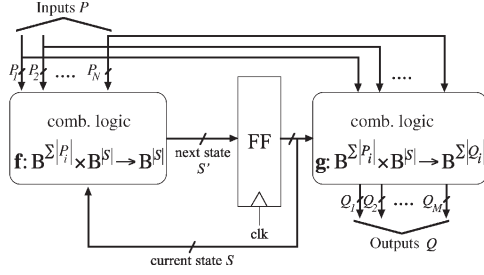 Inputs P
P1 P2 .... PN ....
comb. logic
f: B^Σ|Pi| × B^|S| → B^|S|
next state
S'
FF
clk
comb. logic
g: B^Σ|Pi| × B^|S| → B^Σ|Qi|
Q1 Q2 .... QM
Outputs Q
current state S